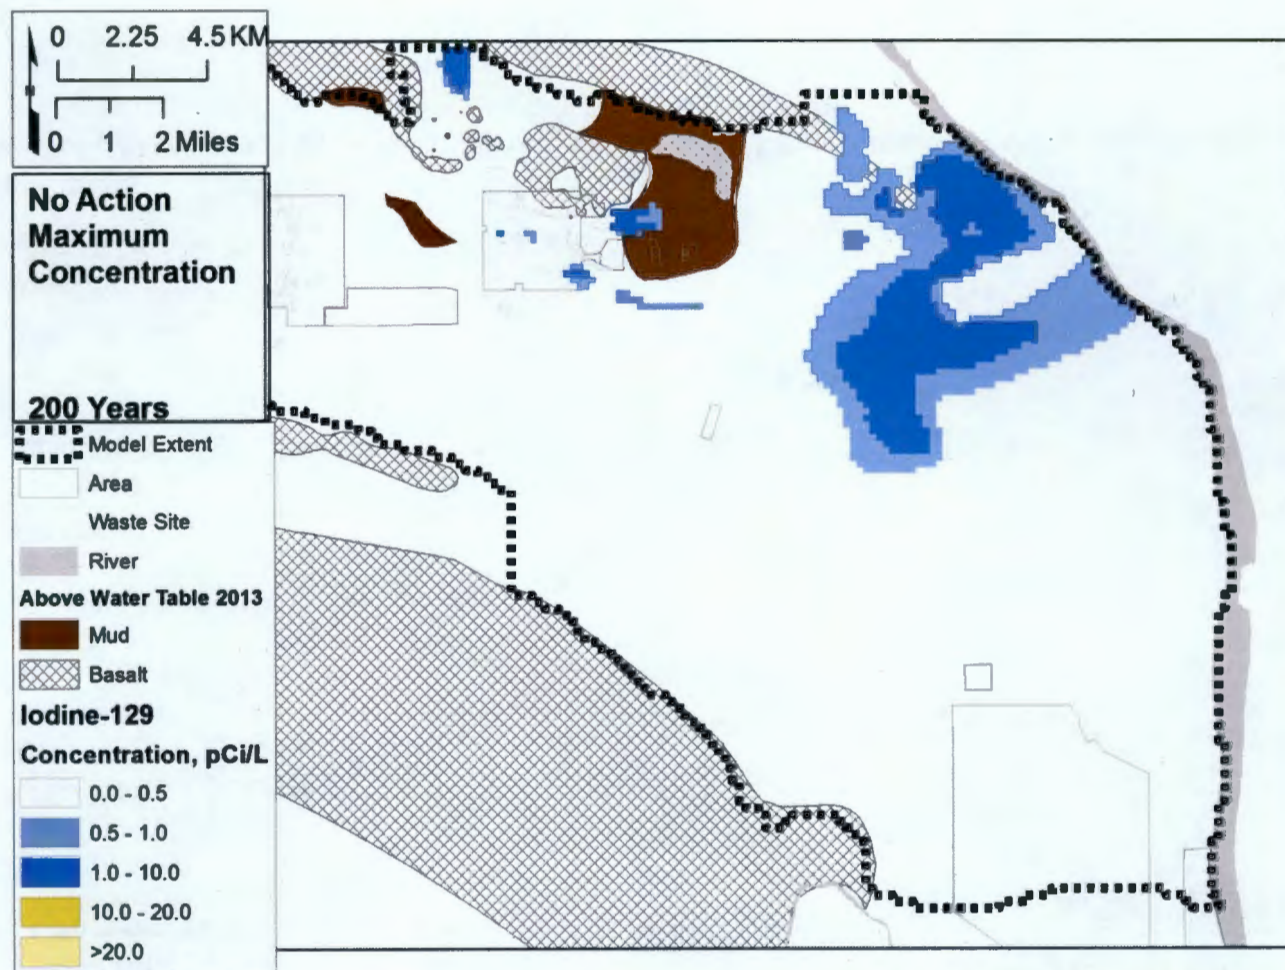 0 2.25 4.5 KM
0 1 2 Miles
No Action
Maximum
Concentration
200 Years
Model Extent
Area
Waste Site
River
Above Water Table 2013
Mud
Basalt
Iodine-129
Concentration, pCi/L
0.0 - 0.5
0.5 - 1.0
1.0 - 10.0
10.0 - 20.0
>20.0